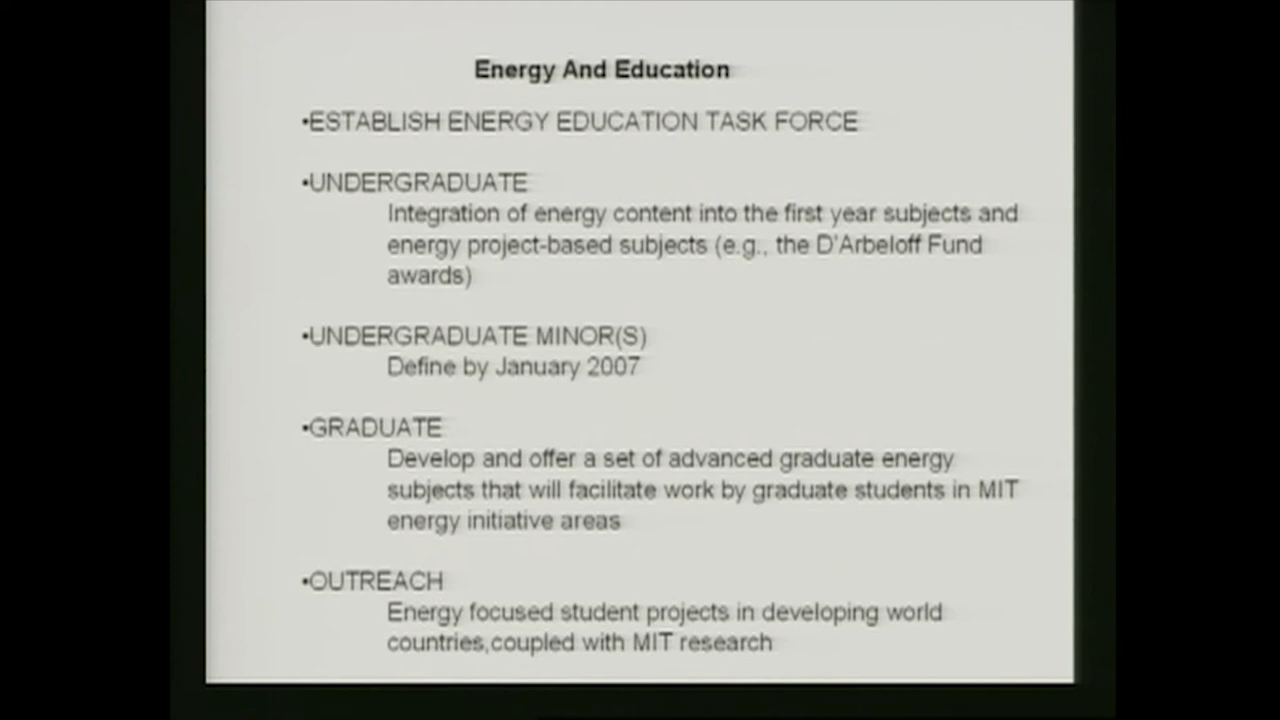 Energy And Education
•ESTABLISH ENERGY EDUCATION TASK FORCE
•UNDERGRADUATE
Integration of energy content into the first year subjects and
energy project-based subjects (e.g., the D'Arbeloff Fund
awards)
•UNDERGRADUATE MINOR(S)
Define by January 2007
•GRADUATE
Develop and offer a set of advanced graduate energy
subjects that will facilitate work by graduate students in MIT
energy initiative areas
•OUTREACH
Energy focused student projects in developing world
countries,coupled with MIT research